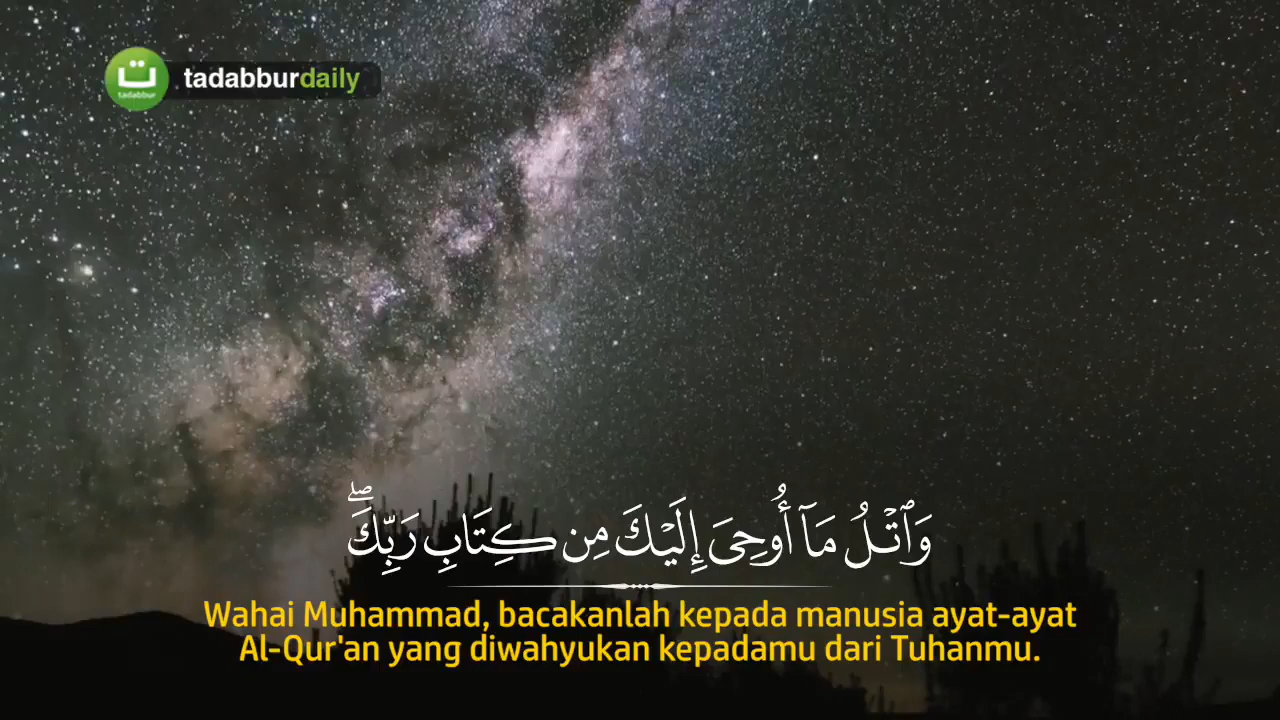 ت
tadabbur
tadabburdaily
وَٱتۡلُ مَآ أُوحِىَ إِلَيۡكَ مِن كِتَابِ رَبِّكَۖ
Wahai Muhammad, bacakanlah kepada manusia ayat-ayat
Al-Qur'an yang diwahyukan kepadamu dari Tuhanmu.